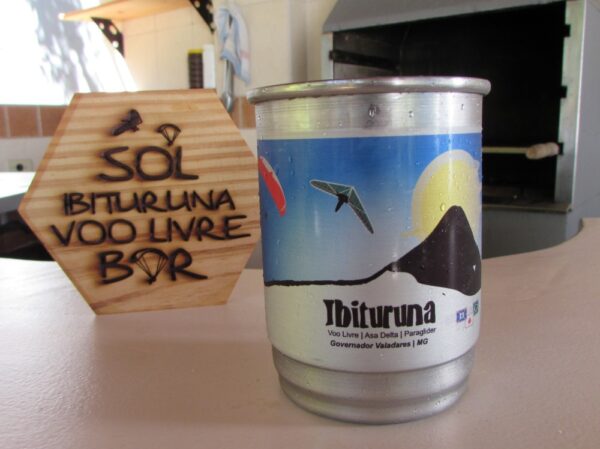 SOL
IBITURUNA
VOO LIVRE
BAR
Ibituruna
Voo Livre | Asa Delta | Paraglider
Governador Valadares | MG